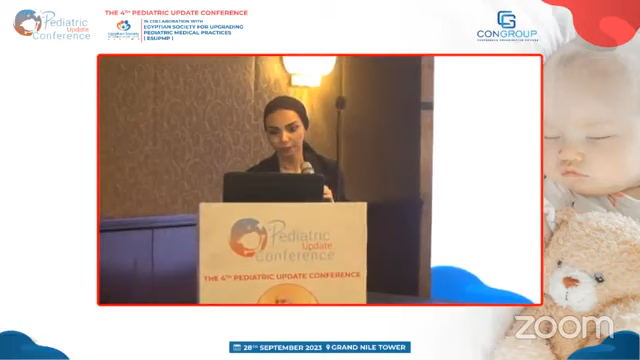 Pediatric
Update
Conference
THE 4TH PEDIATRIC UPDATE CONFERENCE
IN COLLABORATION WITH
EGYPTIAN SOCIETY FOR UPGRADING
PEDIATRIC MEDICAL PRACTICES
( ESUPMP )
CONGROUP
Pediatric
Update
Conference
THE 4TH PEDIATRIC UPDATE CONFERENCE
zoom
28TH SEPTEMBER 2023 GRAND NILE TOWER